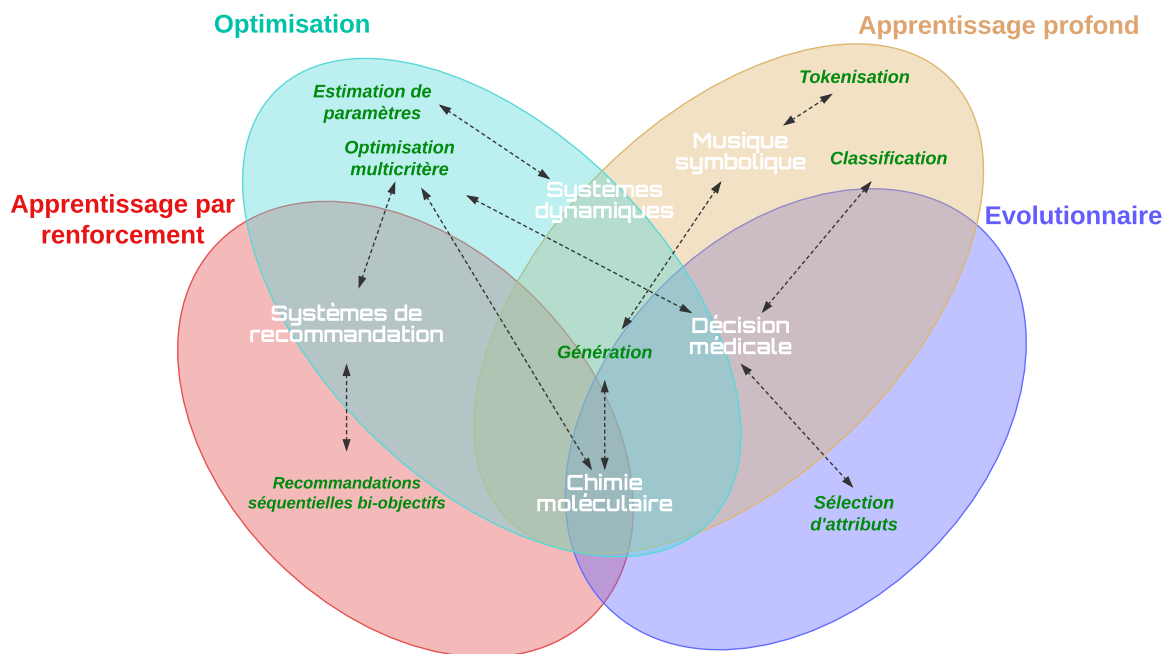 Optimisation
Apprentissage profond
Estimation de
paramètres
Tokenisation
Optimisation
multicritère
Musique
symbolique
Classification
Systèmes
dynamiques
Apprentissage par
renforcement
Evolutionnaire
Systèmes de
recommandation
Décision
médicale
Génération
Recommandations
séquentielles bi-objectifs
Chimie
moléculaire
Sélection
d'attributs